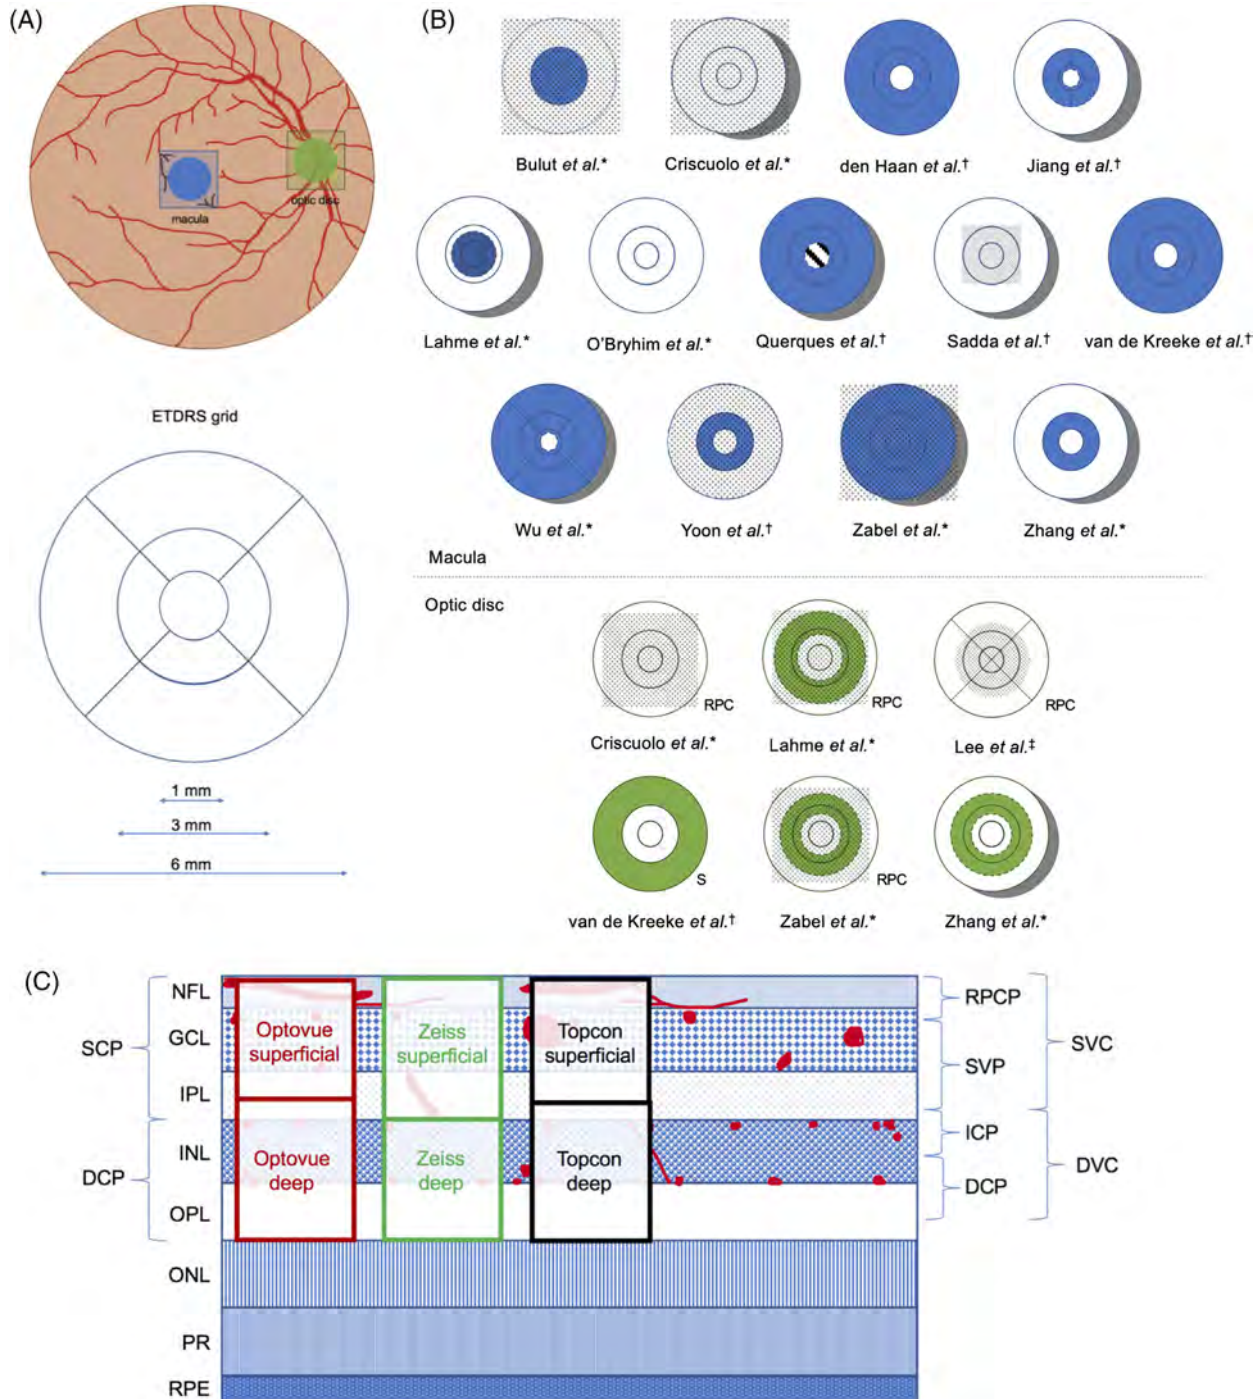 (A)
macula
optic disc
ETDRS grid
1 mm
3 mm
6 mm
(B)
Bulut et al.*
Criscuolo et al.*
den Haan et al.†
Jiang et al.†
Lahme et al.*
O'Bryhim et al.*
Querques et al.†
Sadda et al.†
van de Kreeke et al.†
Wu et al.*
Yoon et al.†
Zabel et al.*
Zhang et al.*
Macula
Optic disc
RPC
RPC
RPC
Criscuolo et al.*
Lahme et al.*
Lee et al.‡
S
RPC
van de Kreeke et al.†
Zabel et al.*
Zhang et al.*
(C)
SCP
DCP
NFL
GCL
IPL
INL
OPL
ONL
PR
RPE
Optovue
superficial
Zeiss
superficial
Topcon
superficial
Optovue
deep
Zeiss
deep
Topcon
deep
RPCP
SVP
ICP
DCP
SVC
DVC